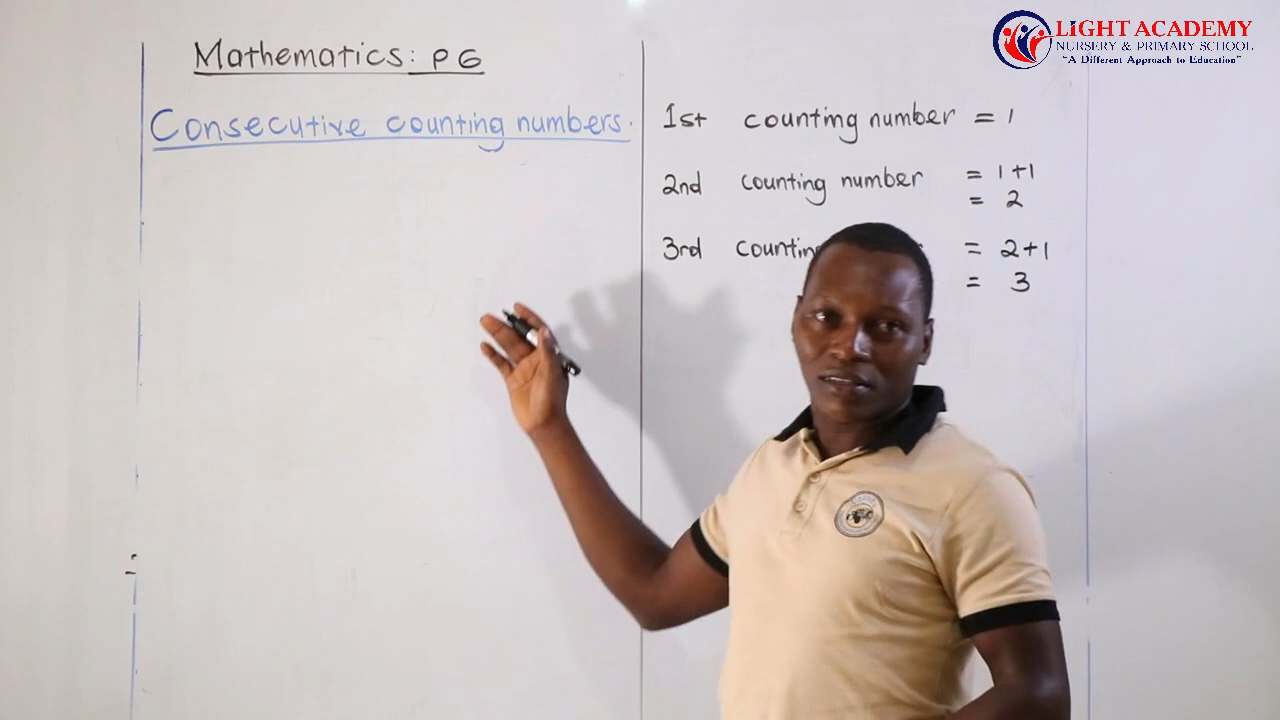 Mathematics: P6
Consecutive counting numbers.
1st counting number = 1
2nd counting number = 1+1
= 2
3rd = 2+1
= 3
LIGHT ACADEMY
NURSERY & PRIMARY SCHOOL
"A Different Approach to Education"